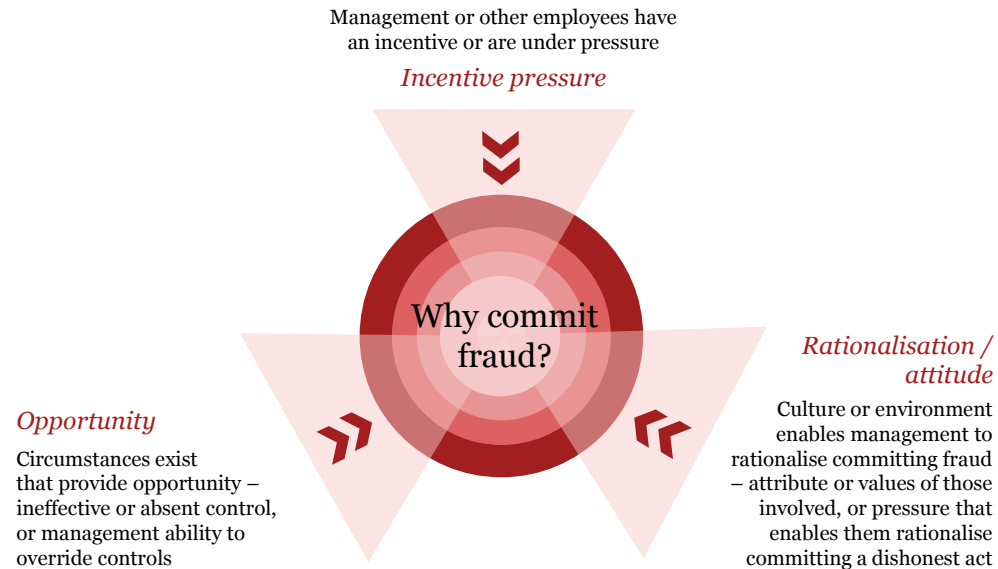 Management or other employees have
an incentive or are under pressure
Incentive pressure
Why commit
fraud?
Opportunity
Circumstances exist
that provide opportunity –
ineffective or absent control,
or management ability to
override controls
Rationalisation /
attitude
Culture or environment
enables management to
rationalise committing fraud
– attribute or values of those
involved, or pressure that
enables them rationalise
committing a dishonest act